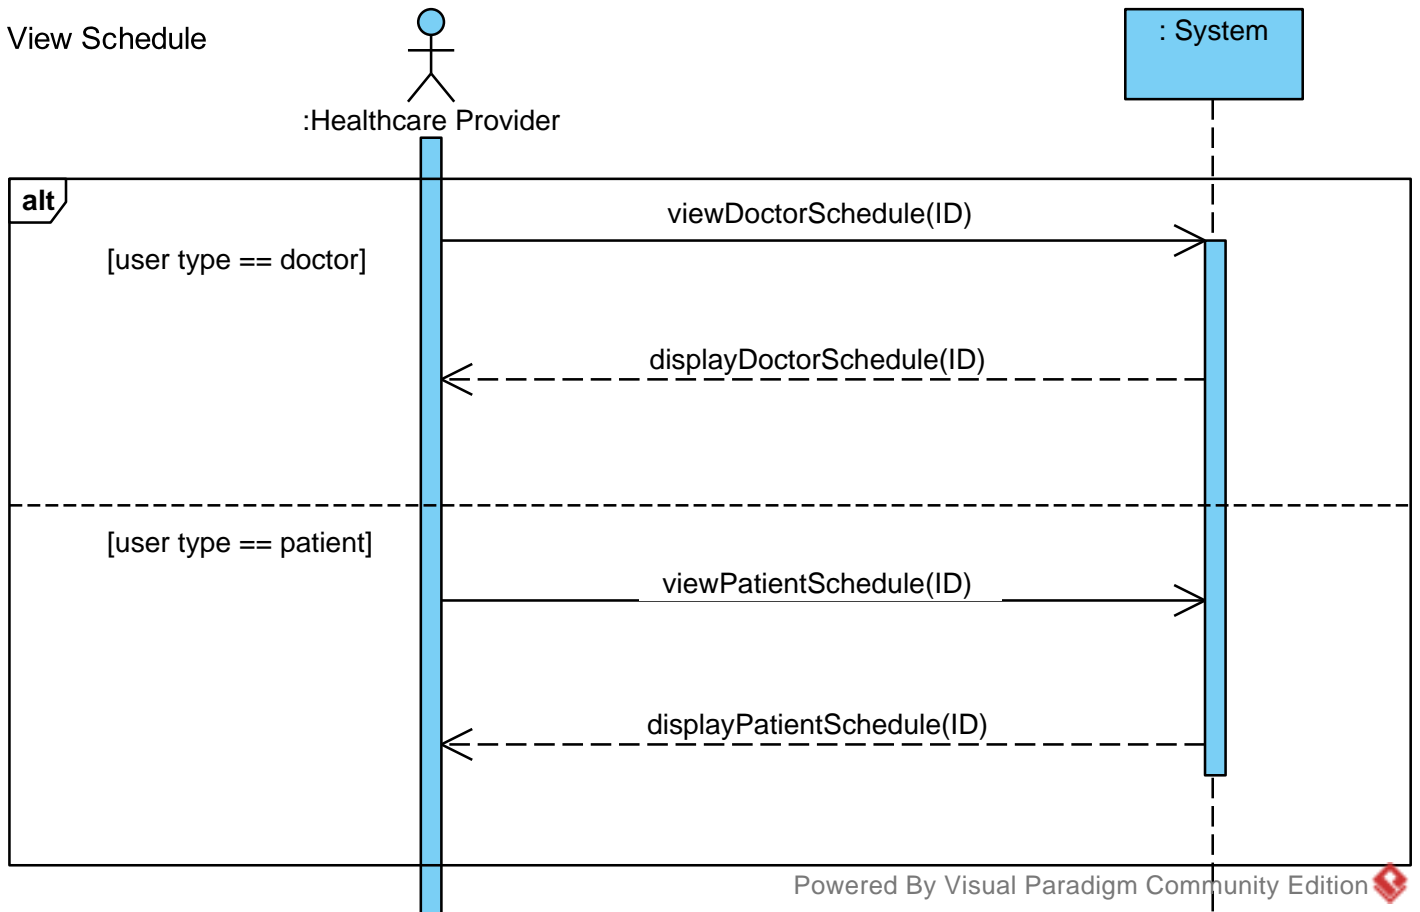 View Schedule
: System
:Healthcare Provider
alt
viewDoctorSchedule(ID)
[user type == doctor]
displayDoctorSchedule(ID)
[user type == patient]
viewPatientSchedule(ID)
displayPatientSchedule(ID)
Powered By Visual Paradigm Community Edition